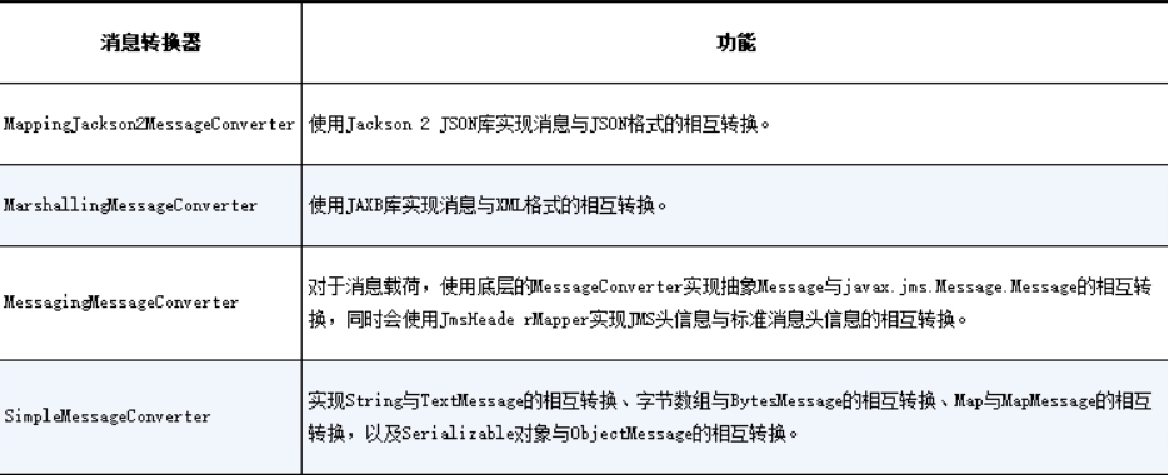 消息转换器 功能
MappingJackson2MessageConverter 使用Jackson 2 JSON库实现消息与JSON格式的相互转换。
MarshallingMessageConverter 使用JAXB库实现消息与XML格式的相互转换。
MessagingMessageConverter 对于消息载荷，使用底层的MessageConverter实现抽象Message与javax.jms.Message.Message的相互转
换，同时会使用JmsHeade rMapper实现JMS头信息与标准消息头信息的相互转换。
SimpleMessageConverter 实现String与TextMessage的相互转换、字节数组与BytesMessage的相互转换、Map与MapMessage的相互
转换，以及Serializable对象与ObjectMessage的相互转换。